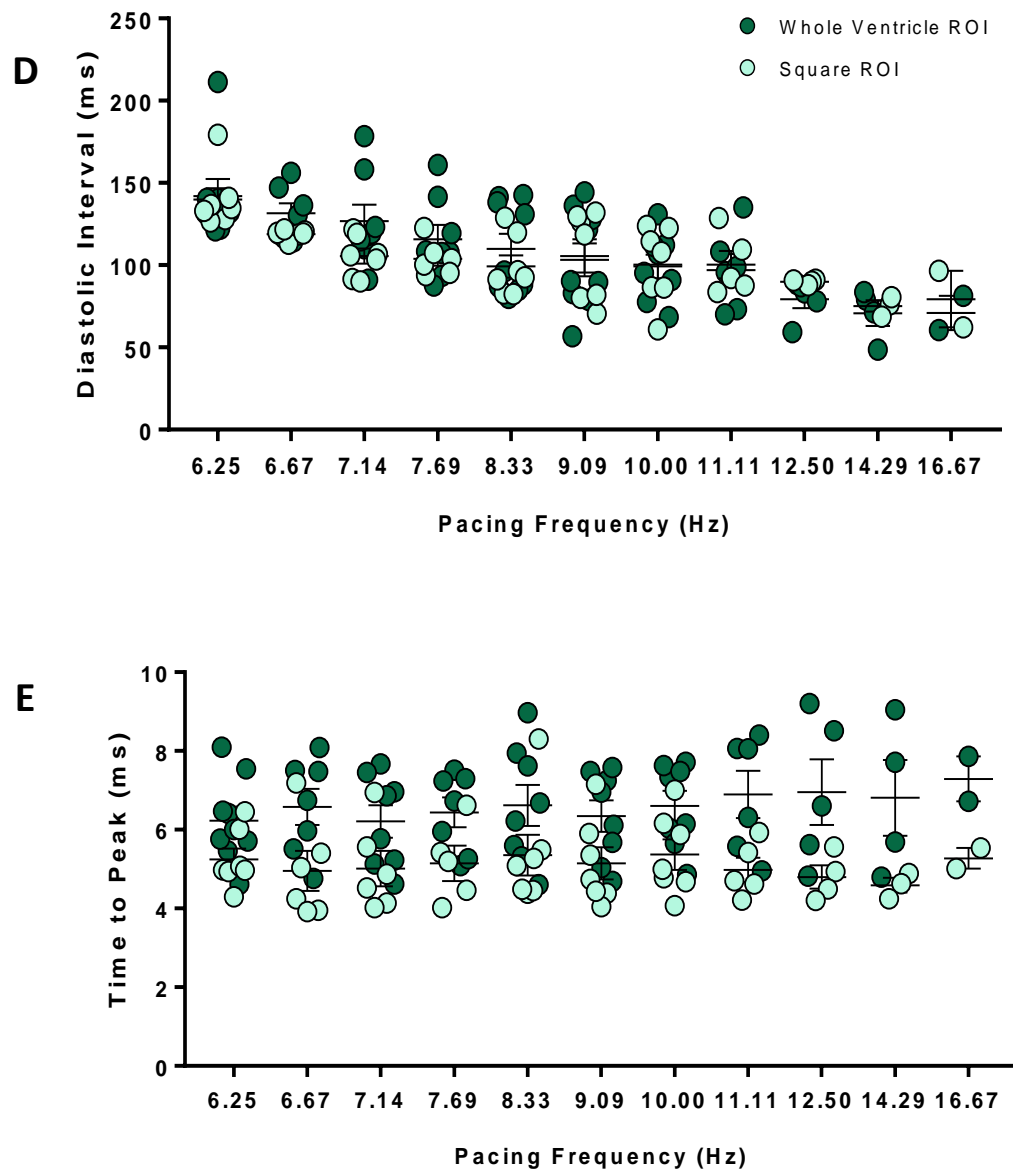 D
250
200
150
100
50
0
Diastolic Interval (ms)
Whole Ventricle ROI
Square ROI
6.25 6.67 7.14 7.69 8.33 9.09 10.00 11.11 12.50 14.29 16.67
Pacing Frequency (Hz)
E
10
8
6
4
2
0
Time to Peak (ms)
6.25 6.67 7.14 7.69 8.33 9.09 10.00 11.11 12.50 14.29 16.67
Pacing Frequency (Hz)